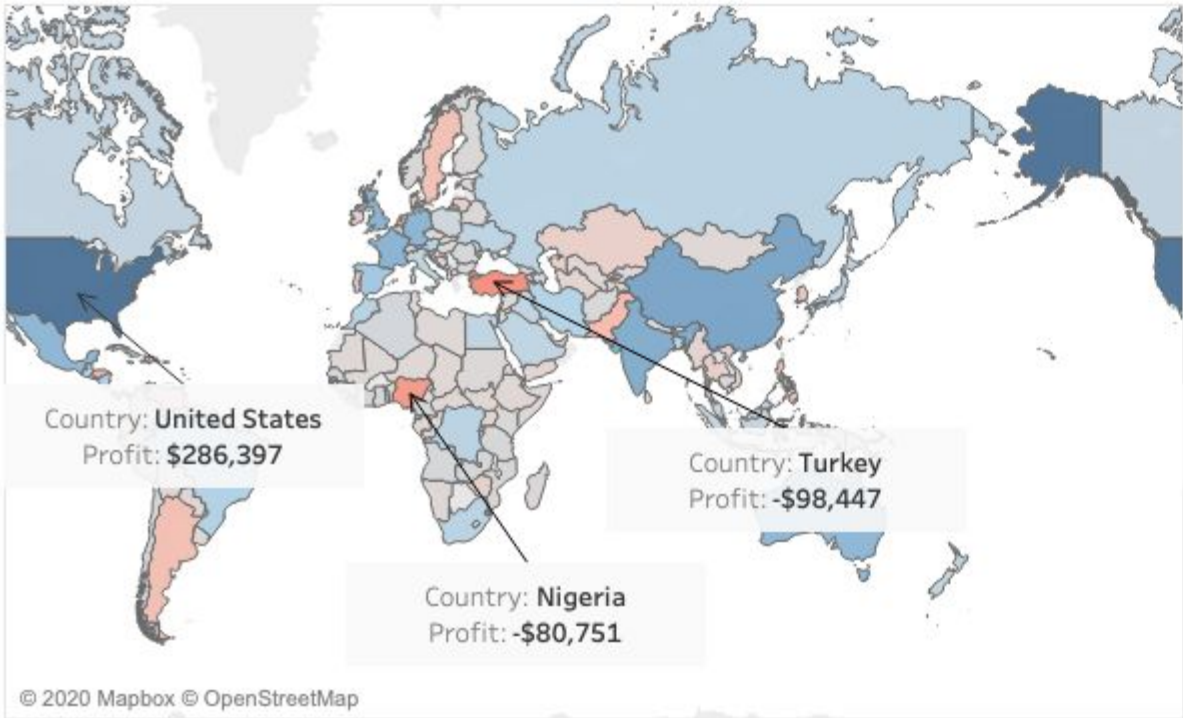 Country: United States
Profit: $286,397
Country: Turkey
Profit: -$98,447
Country: Nigeria
Profit: -$80,751
© 2020 Mapbox © OpenStreetMap